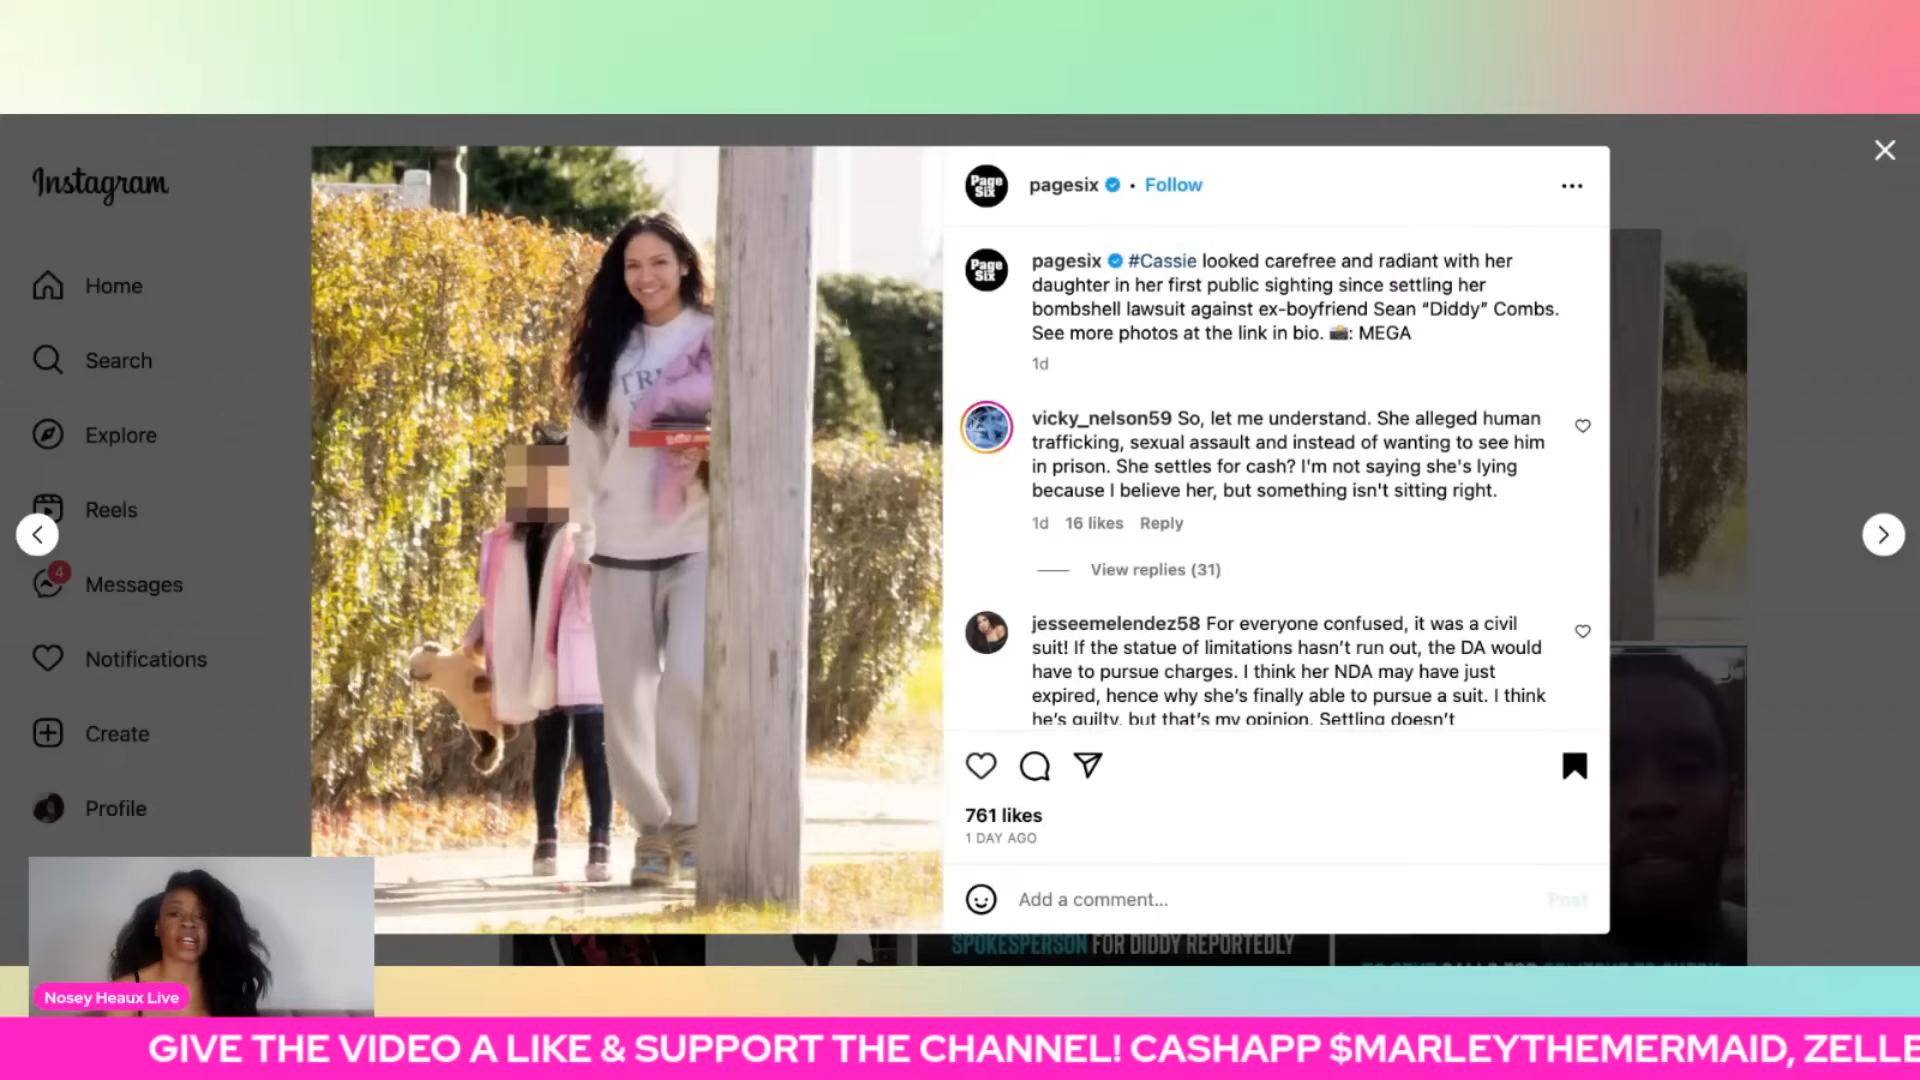 Instagram
Home
Search
Explore
Reels
4
Messages
Notifications
Create
Profile
TR
Page
Six
pagesix • Follow
Page
Six
pagesix #Cassie looked carefree and radiant with her
daughter in her first public sighting since settling her
bombshell lawsuit against ex-boyfriend Sean “Diddy” Combs.
See more photos at the link in bio. 📸: MEGA
1d
vicky_nelson59 So, let me understand. She alleged human
trafficking, sexual assault and instead of wanting to see him
in prison. She settles for cash? I'm not saying she's lying
because I believe her, but something isn't sitting right.
1d 16 likes Reply
View replies (31)
jesseemelendez58 For everyone confused, it was a civil
suit! If the statue of limitations hasn’t run out, the DA would
have to pursue charges. I think her NDA may have just
expired, hence why she’s finally able to pursue a suit. I think
he’s guilty, but that’s my opinion. Settling doesn’t
761 likes
1 DAY AGO
Add a comment...
Post
SPOKESPERSON FOR DIDDY REPORTEDLY
Nosey Heaux Live
GIVE THE VIDEO A LIKE & SUPPORT THE CHANNEL! CASHAPP $MARLEYTHEMERMAID, ZELLE